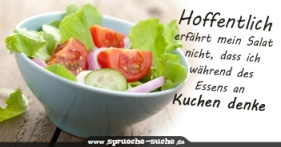 Hoffentlich
erfährt mein Salat
nicht, dass ich
während des
Essens an
Kuchen denke
www.sprueche-suche.de